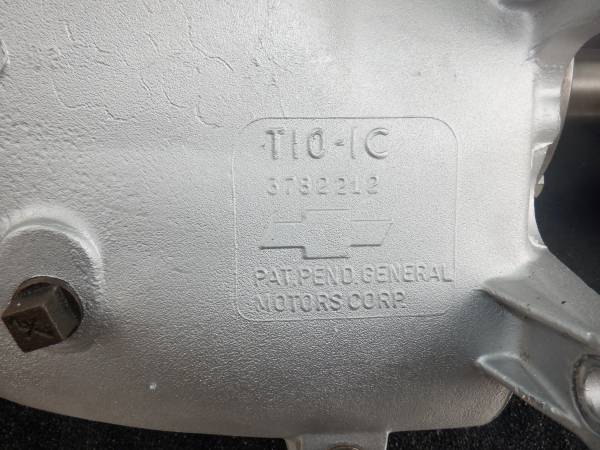 T10-1C
3782212
PAT. PEND. GENERAL
MOTORS CORP.